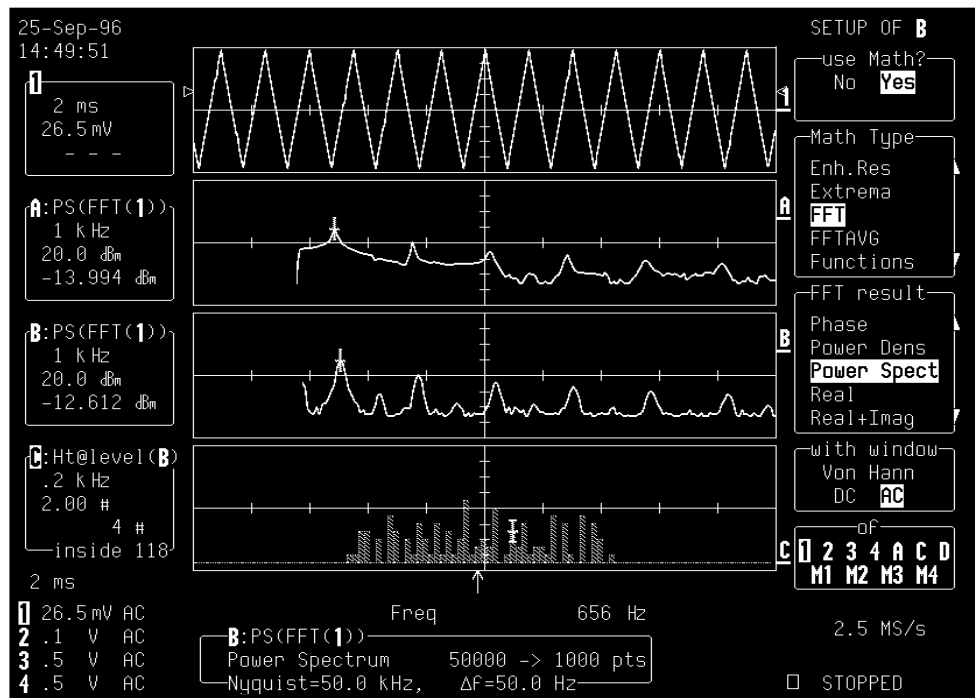 25-Sep-96
14:49:51
SETUP OF B
use Math?
No Yes
1
2 ms
26.5 mV
- - -
1
Math Type
Enh.Res
Extrema
FFT
FFTAVG
Functions
A:PS(FFT(1))
1 kHz
20.0 dBm
-13.994 dBm
A
FFT result
Phase
Power Dens
Power Spect
Real
Real+Imag
B:PS(FFT(1))
1 kHz
20.0 dBm
-12.612 dBm
B
with window
Von Hann
DC AC
C:Ht@level(B)
.2 kHz
2.00 #
4 #
inside 118
C
of
1 2 3 4 A C D
M1 M2 M3 M4
2 ms
1 26.5 mV AC
2 .1 V AC
3 .5 V AC
4 .5 V AC
Freq 656 Hz
B:PS(FFT(1))
Power Spectrum 50000 -> 1000 pts
Nyquist=50.0 kHz, Δf=50.0 Hz
2.5 MS/s
STOPPED